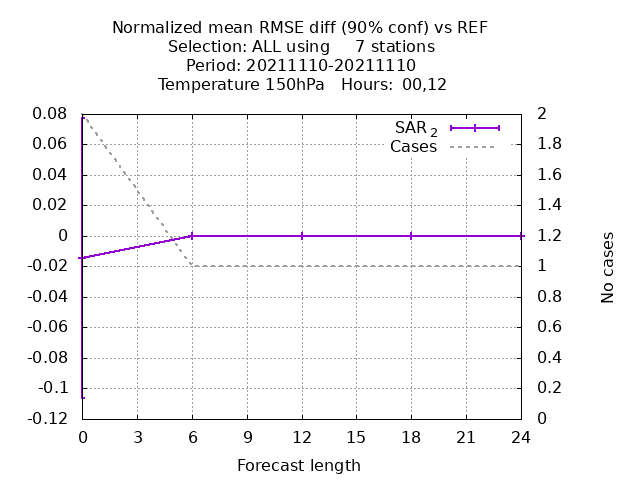 Normalized mean RMSE diff (90% conf) vs REF
Selection: ALL using     7 stations
Period: 20211110-20211110
Temperature 150hPa   Hours:  00,12
SAR 2
Cases
0.08
0.06
0.04
0.02
0
-0.02
-0.04
-0.06
-0.08
-0.1
-0.12
2
1.8
1.6
1.4
1.2
1
0.8
0.6
0.4
0.2
0
No cases
0 3 6 9 12 15 18 21 24
Forecast length